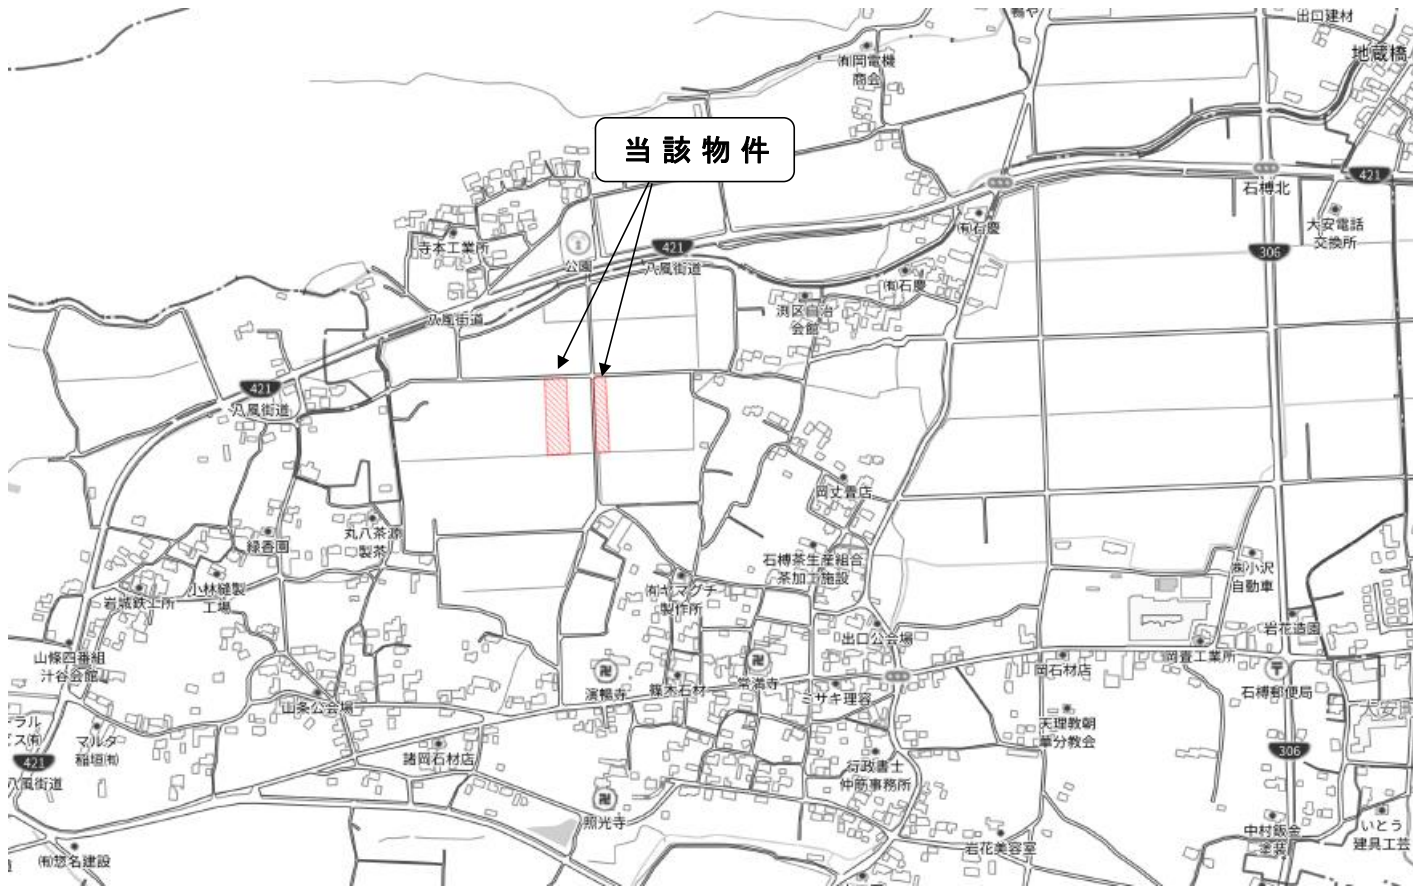 出口建材
地蔵橋
㈲岡電機
商会
当該物件
421
石榑北
大安電話
交換所
㈲石慶
寺本工業所
421
306
公園
八風街道
㈲石慶
渕区自治
会館
八風街道
421
八風街道
岡丈畳店
丸八茶源
製茶
緑香園
石榑茶生産組合
茶加工施設
㈱小沢
自動車
小林縫製
工場
㈲ヤマグチ
製作所
岩城鉄工所
出口公会場
岩花造園
山條四番組
汁谷会館
岡石材店
岡畳工業所
常満寺
篠木石材
ミサキ理容
石榑郵便局
山条公会場
大安町
天理教朝
華分教会
マルタ
稲垣㈲
諸岡石材店
306
421
八風街道
行政書士
仲筋事務所
照光寺
中村鈑金
塗装
いとう
建具工芸
岩花美容室
㈲惣名建設